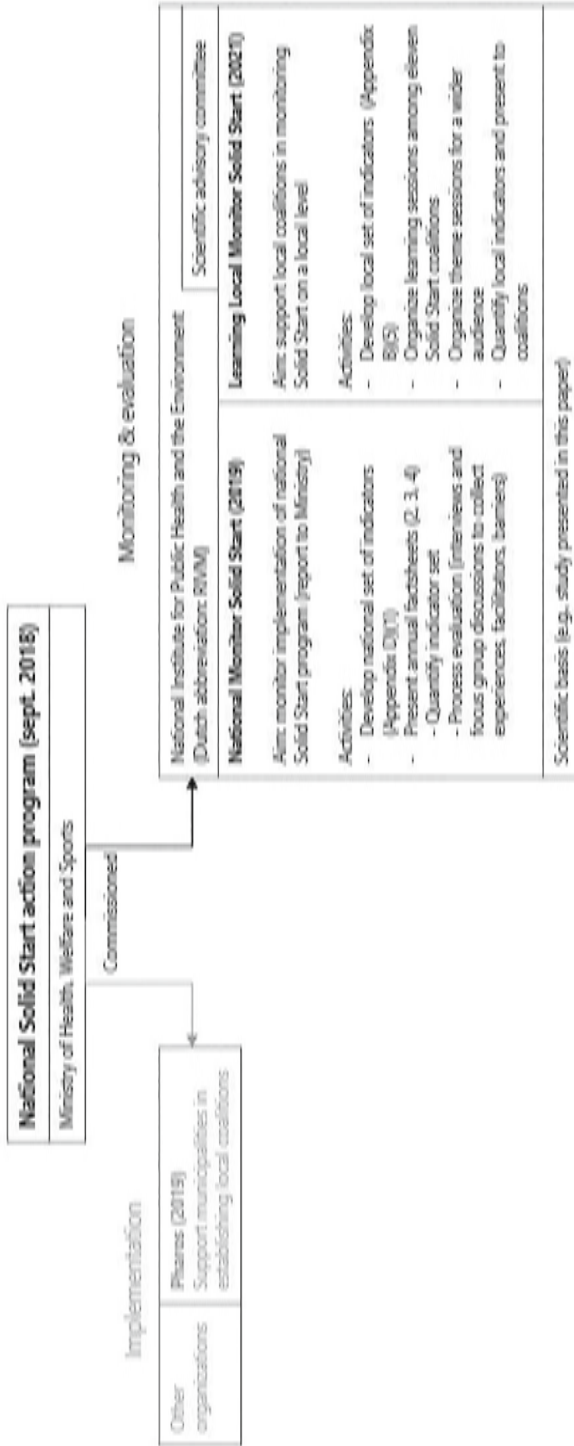 National Solid Start action program (sept. 2018)
Ministry of Health, Welfare and Sports
Commissioned
Implementation
Other
organizations
Pharos (2019)
Support municipalities in
establishing local coalitions
Monitoring & evaluation
National Institute for Public Health and the Environment
(Dutch abbreviation: RIVM)
Scientific advisory committee
National Monitor Solid Start (2019)
Aim: monitor implementation of national
Solid Start program (report to Ministry)
Activities:
- Develop national set of indicators
(Appendix D)(1)
- Present annual factsheets (2, 3, 4)
- Quantify indicator set
- Process evaluation (interviews and
focus group discussions to collect
experiences, facilitators, barriers)
Learning Local Monitor Solid Start (2021)
Aim: support local coalitions in monitoring
Solid Start on a local level
Activities:
- Develop local set of indicators (Appendix
B)(5)
- Organize learning sessions among eleven
Solid Start coalitions
- Organize theme sessions for a wider
audience
- Quantify local indicators and present to
coalitions
Scientific basis (e.g., study presented in this paper)